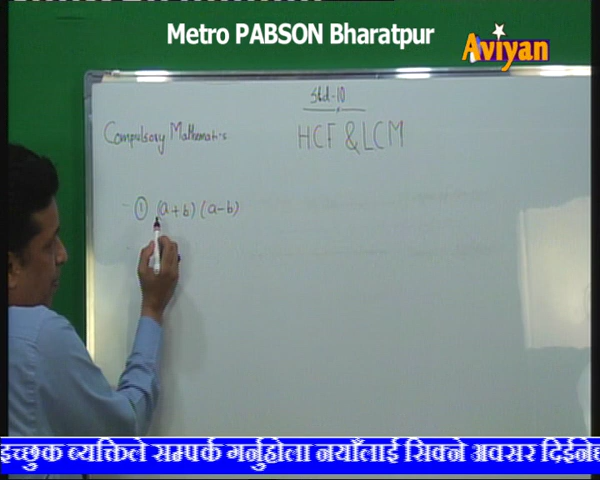 Metro PABSON Bharatpur
Aviyan
Std-10
Compulsory Mathematics
HCF & LCM
① (a+b) (a-b)
इच्छुक ब्यक्तिले सम्पर्क गर्नुहोला नयाँलाई सिक्ने अवसर दिईनेछ